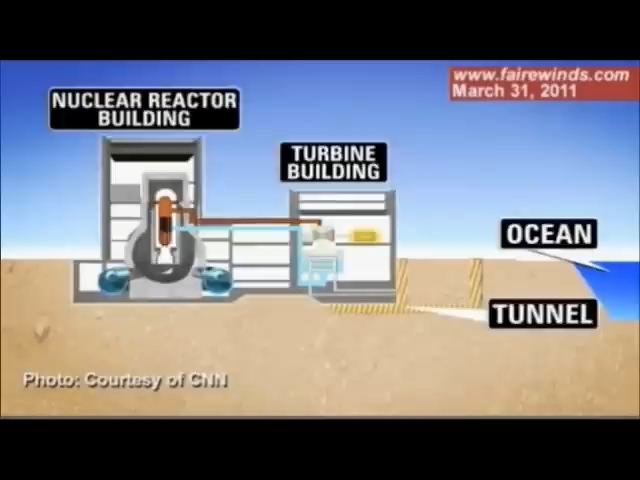 www.fairewinds.com
March 31, 2011
NUCLEAR REACTOR
BUILDING
TURBINE
BUILDING
OCEAN
TUNNEL
Photo: Courtesy of CNN